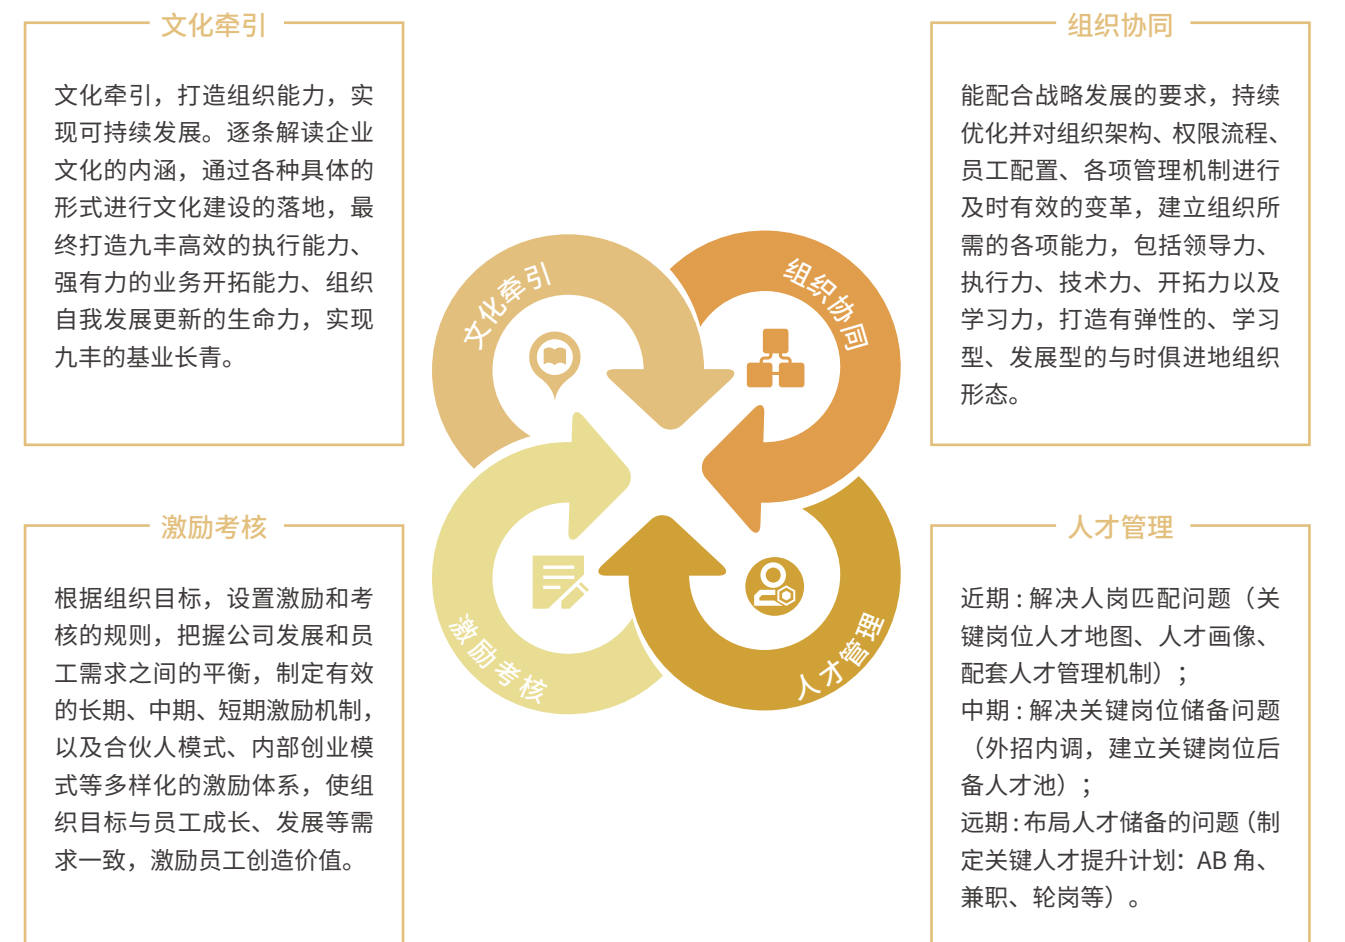 文化牵引
文化牵引，打造组织能力，实
现可持续发展。逐条解读企业
文化的内涵，通过各种具体的
形式进行文化建设的落地，最
终打造九丰高效的执行能力、
强有力的业务开拓能力、组织
自我发展更新的生命力，实现
九丰的基业长青。
组织协同
能配合战略发展的要求，持续
优化并对组织架构、权限流程、
员工配置、各项管理机制进行
及时有效的变革，建立组织所
需的各项能力，包括领导力、
执行力、技术力、开拓力以及
学习力，打造有弹性的、学习
型、发展型的与时俱进地组织
形态。
文化牵引
组织协同
激励考核
人才管理
激励考核
根据组织目标，设置激励和考
核的规则，把握公司发展和员
工需求之间的平衡，制定有效
的长期、中期、短期激励机制，
以及合伙人模式、内部创业模
式等多样化的激励体系，使组
织目标与员工成长、发展等需
求一致，激励员工创造价值。
人才管理
近期：解决人岗匹配问题（关
键岗位人才地图、人才画像、
配套人才管理机制）；
中期：解决关键岗位储备问题
（外招内调，建立关键岗位后
备人才池）；
远期：布局人才储备的问题（制
定关键人才提升计划：AB 角、
兼职、轮岗等）。